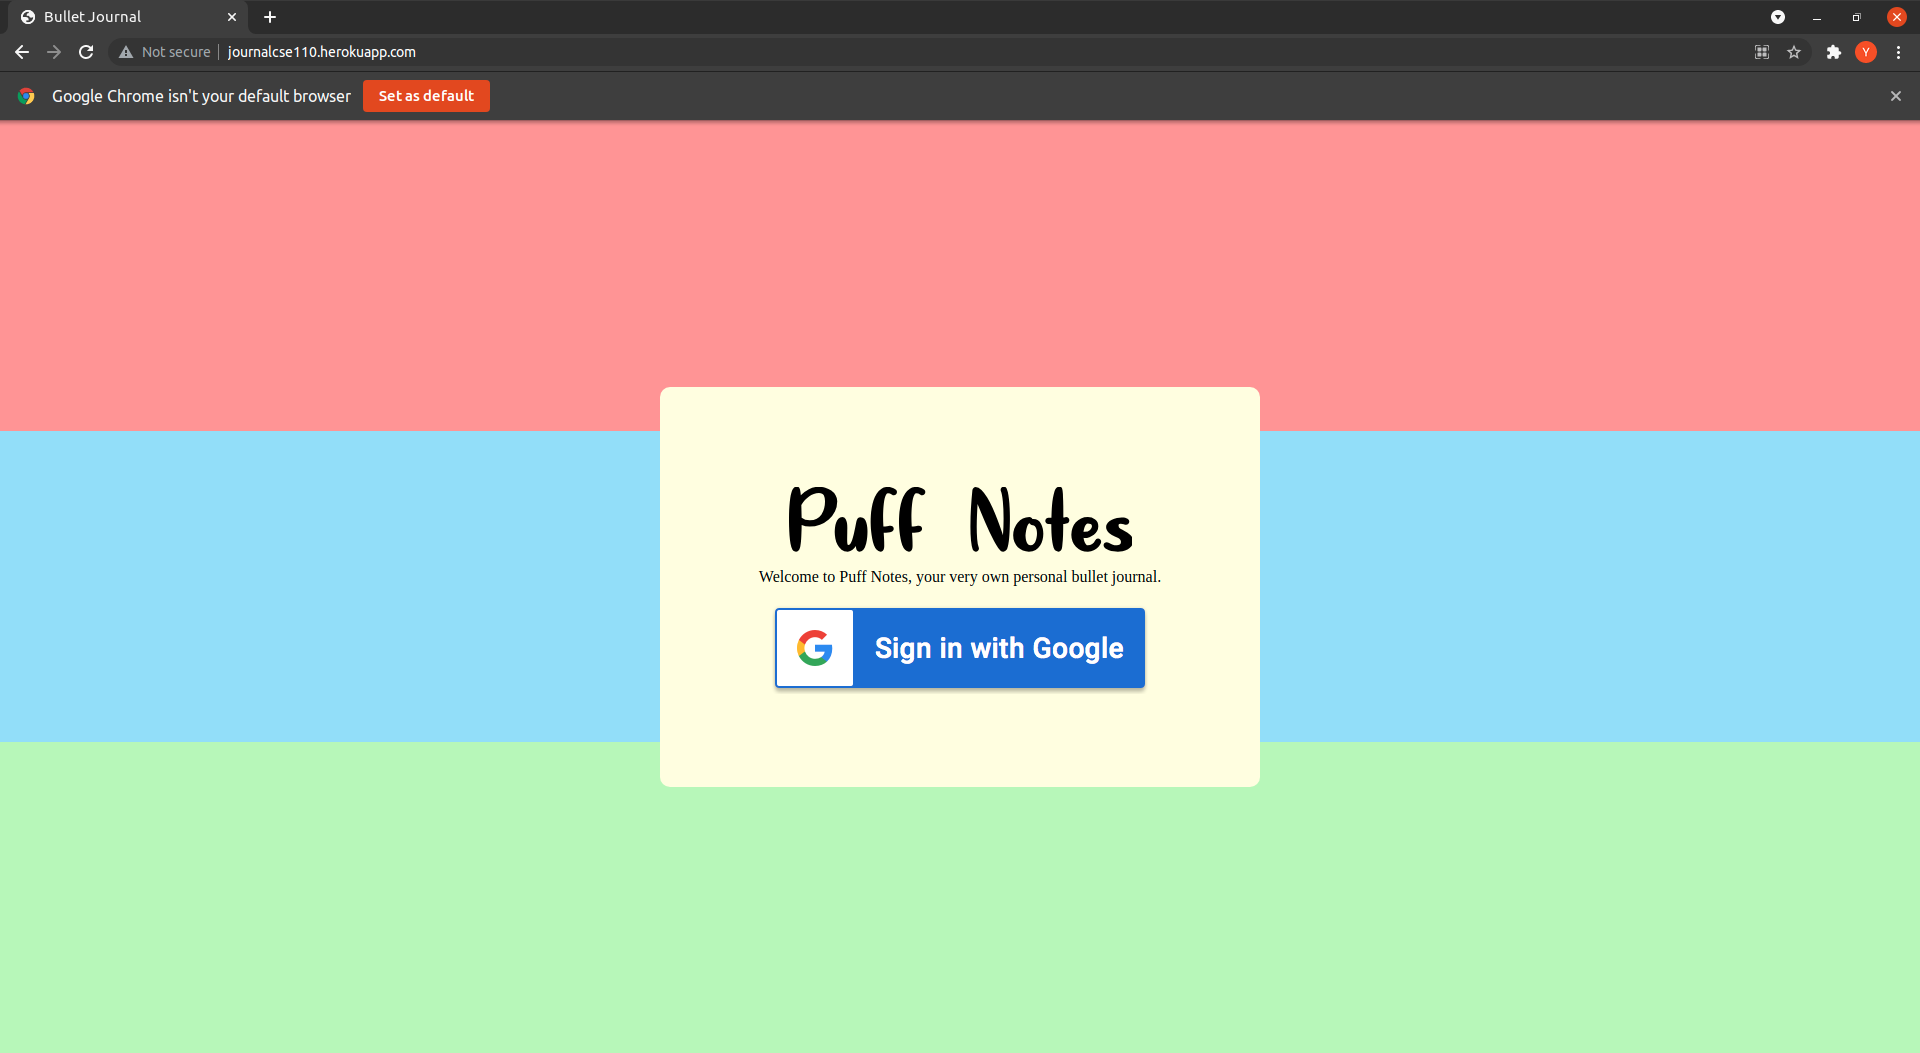 Bullet Journal
Not secure journalcse110.herokuapp.com
Y
Google Chrome isn't your default browser Set as default
Puff Notes
Welcome to Puff Notes, your very own personal bullet journal.
Sign in with Google